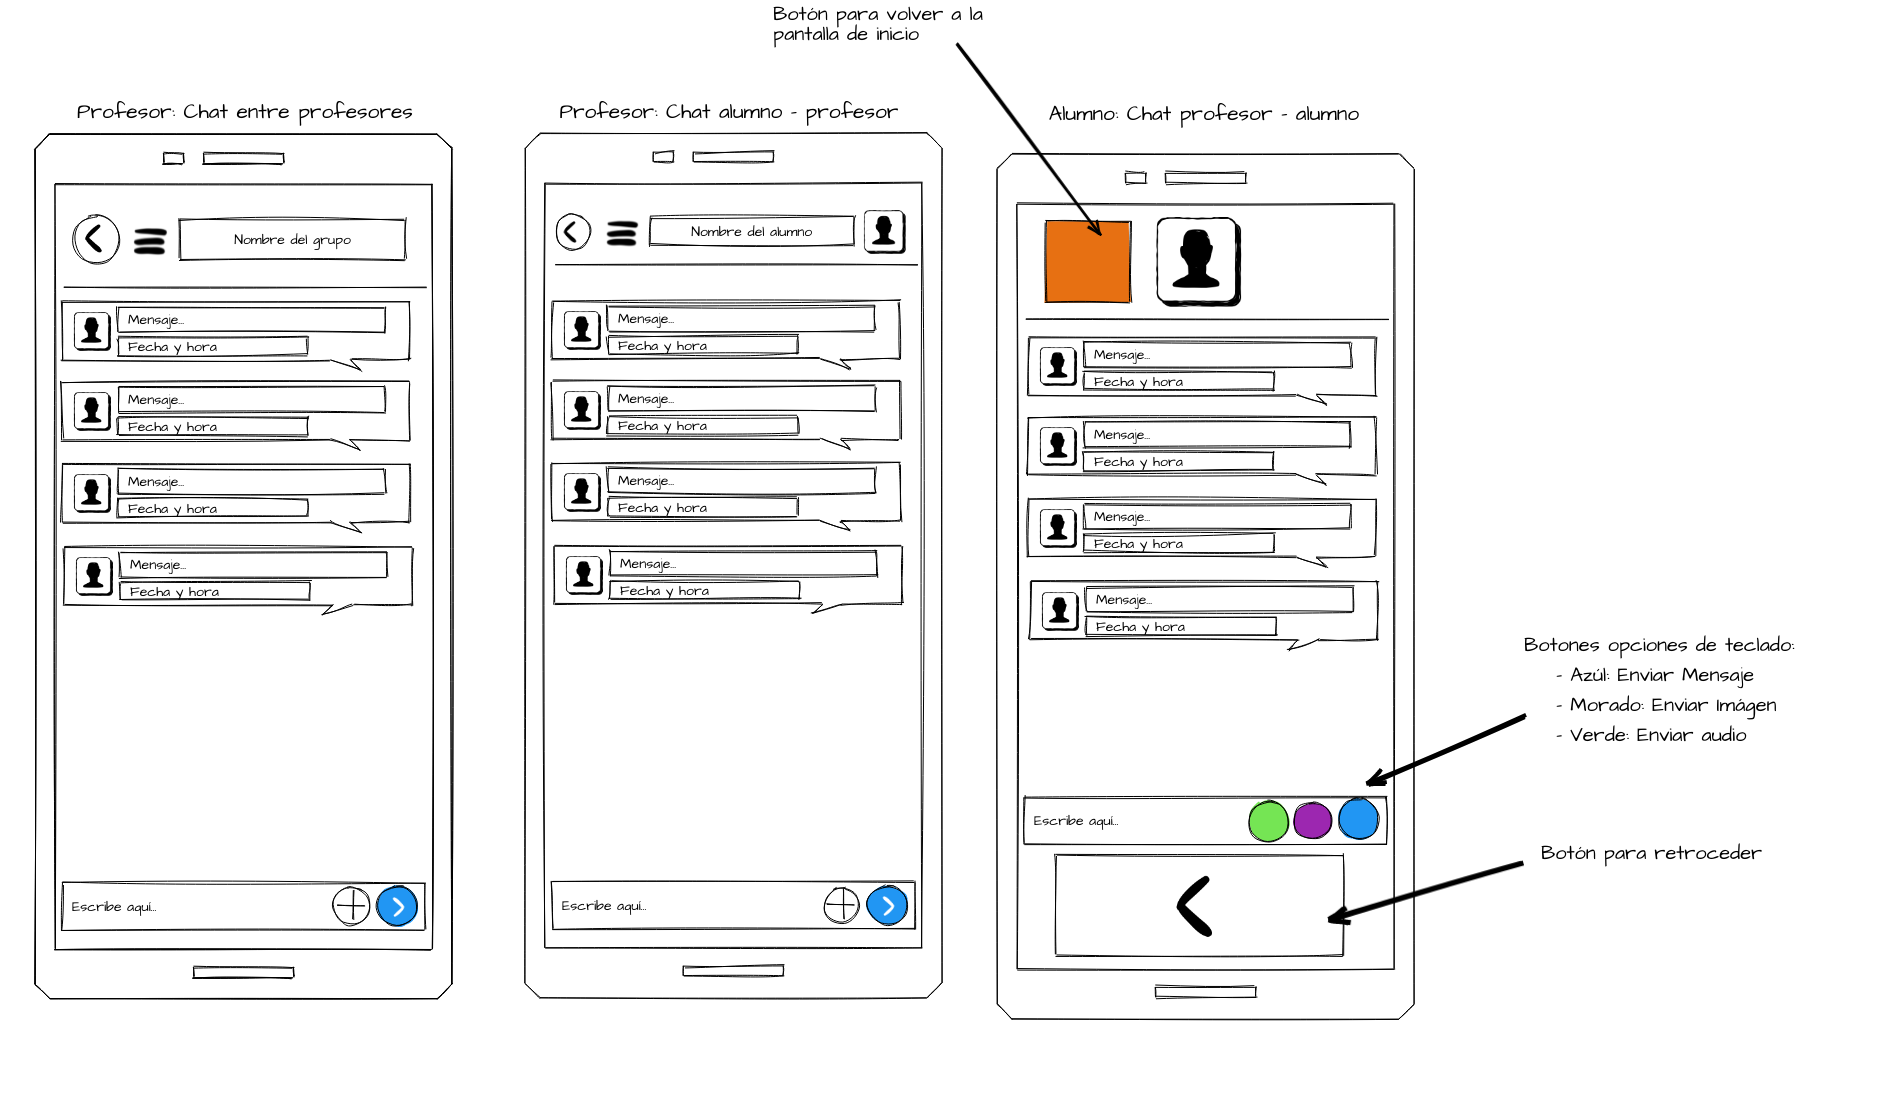 Botón para volver a la
pantalla de inicio
Profesor: Chat entre profesores
Nombre del grupo
Mensaje...
Fecha y hora
Mensaje...
Fecha y hora
Mensaje...
Fecha y hora
Mensaje...
Fecha y hora
Escribe aquí...
Profesor: Chat alumno - profesor
Nombre del alumno
Mensaje...
Fecha y hora
Mensaje...
Fecha y hora
Mensaje...
Fecha y hora
Mensaje...
Fecha y hora
Escribe aquí...
Alumno: Chat profesor - alumno
Mensaje...
Fecha y hora
Mensaje...
Fecha y hora
Mensaje...
Fecha y hora
Mensaje...
Fecha y hora
Escribe aquí...
Botones opciones de teclado:
- Azúl: Enviar Mensaje
- Morado: Enviar Imágen
- Verde: Enviar audio
Botón para retroceder